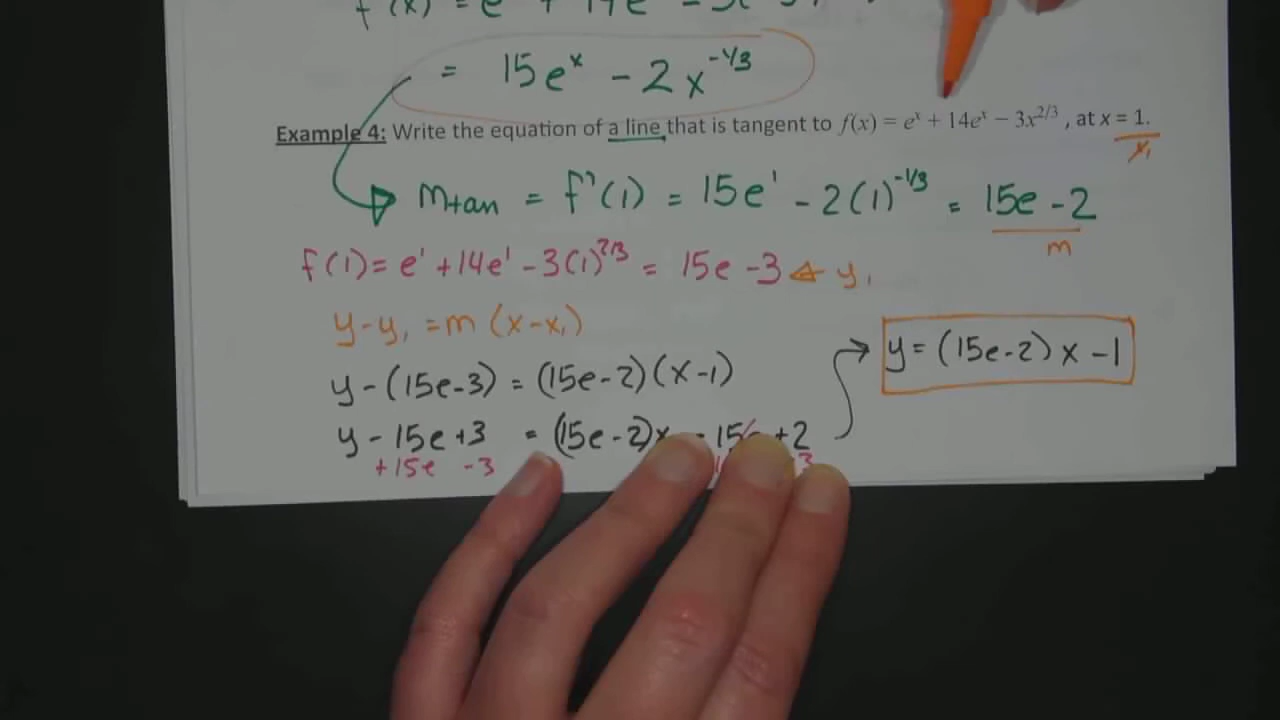 = 15eˣ - 2x^(-1/3)
Example 4: Write the equation of a line that is tangent to f(x) = eˣ + 14eˣ − 3x^(2/3) , at x = 1.
x₁
mtan = f'(1) = 15e¹ - 2(1)^(-1/3) = 15e - 2
m
f(1) = e¹ + 14e¹ - 3(1)^(2/3) = 15e - 3 ← y₁
y - y₁ = m(x - x₁)
y - (15e - 3) = (15e - 2)(x - 1)
y = (15e - 2) x - 1
y - 15e + 3 = (15e - 2)x - 15 + 2
+15e -3